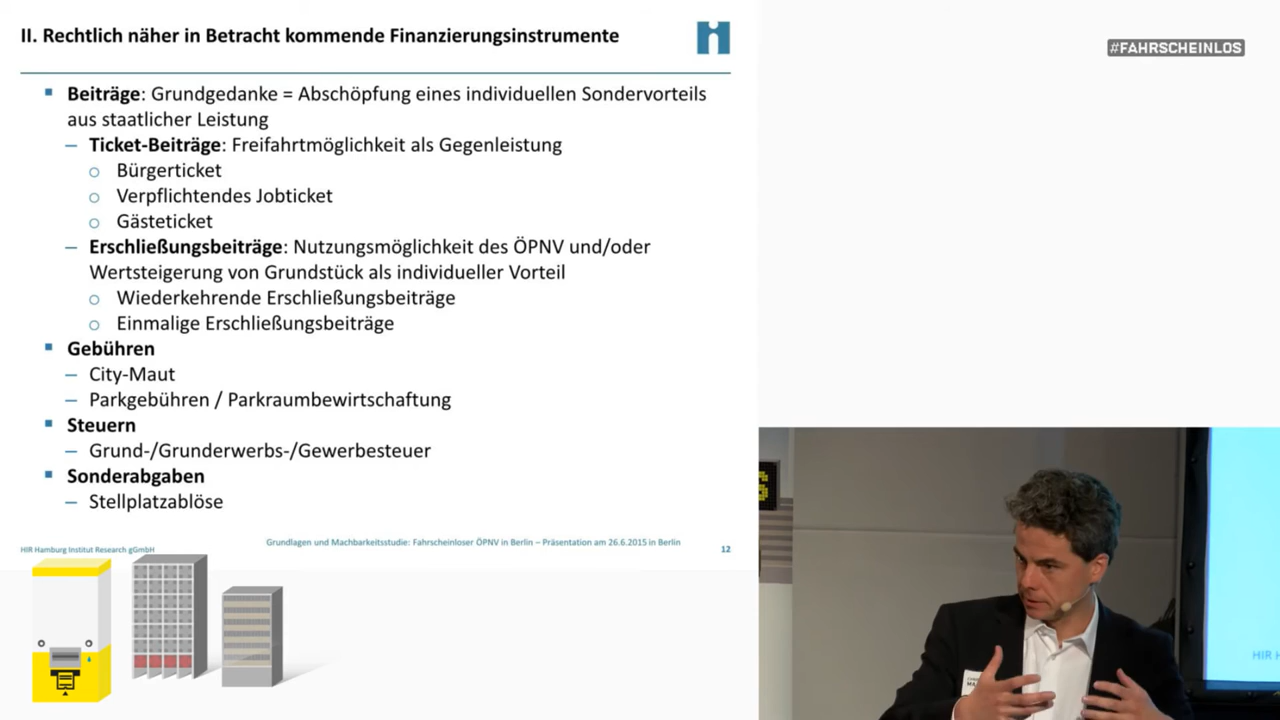 II. Rechtlich näher in Betracht kommende Finanzierungsinstrumente
#FAHRSCHEINLOS
Beiträge: Grundgedanke = Abschöpfung eines individuellen Sondervorteils
aus staatlicher Leistung
– Ticket-Beiträge: Freifahrtmöglichkeit als Gegenleistung
Bürgerticket
Verpflichtendes Jobticket
Gästeticket
– Erschließungsbeiträge: Nutzungsmöglichkeit des ÖPNV und/oder
Wertsteigerung von Grundstück als individueller Vorteil
Wiederkehrende Erschließungsbeiträge
Einmalige Erschließungsbeiträge
Gebühren
– City-Maut
– Parkgebühren / Parkraumbewirtschaftung
Steuern
– Grund-/Grunderwerbs-/Gewerbesteuer
Sonderabgaben
– Stellplatzablöse
HIR Hamburg Institut Research gGmbH
Grundlagen und Machbarkeitsstudie: Fahrscheinloser ÖPNV in Berlin – Präsentation am 26.6.2015 in Berlin
12
HIR